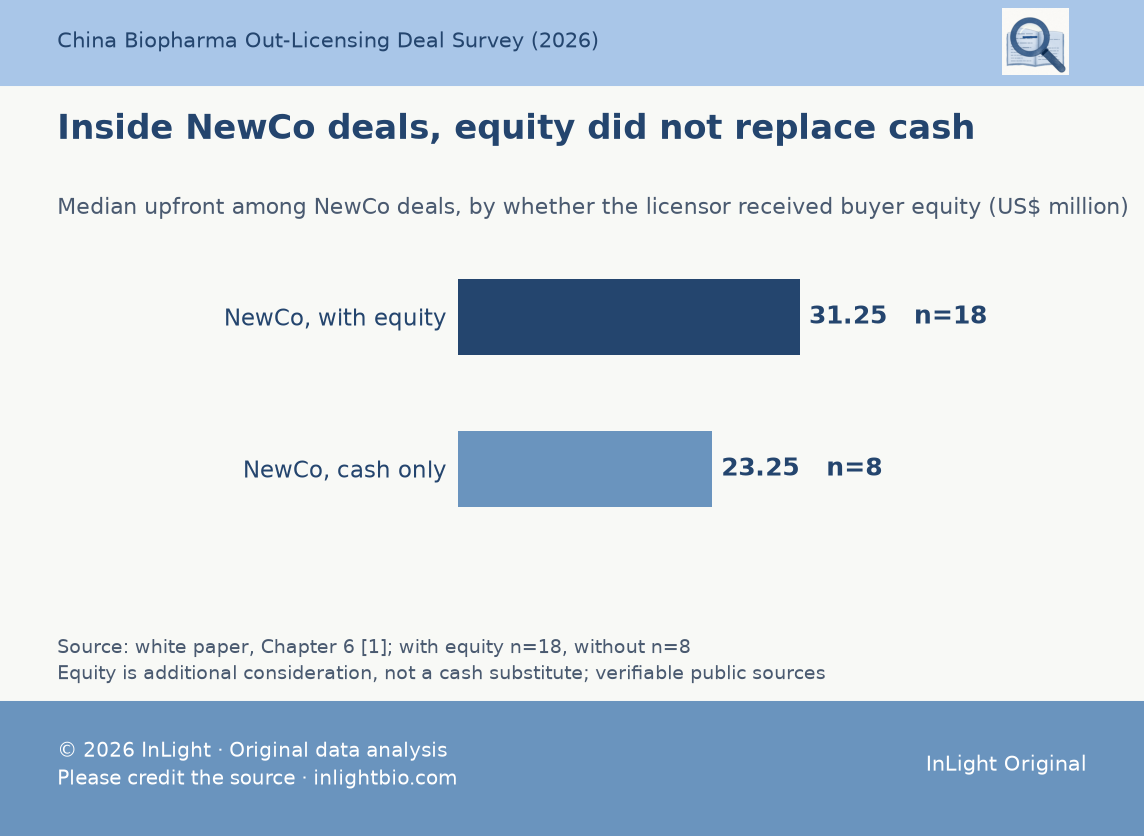 China Biopharma Out-Licensing Deal Survey (2026)
Inside NewCo deals, equity did not replace cash
Median upfront among NewCo deals, by whether the licensor received buyer equity (US$ million)
NewCo, with equity 31.25 n=18
NewCo, cash only 23.25 n=8
Source: white paper, Chapter 6 [1]; with equity n=18, without n=8
Equity is additional consideration, not a cash substitute; verifiable public sources
© 2026 InLight · Original data analysis
Please credit the source · inlightbio.com
InLight Original